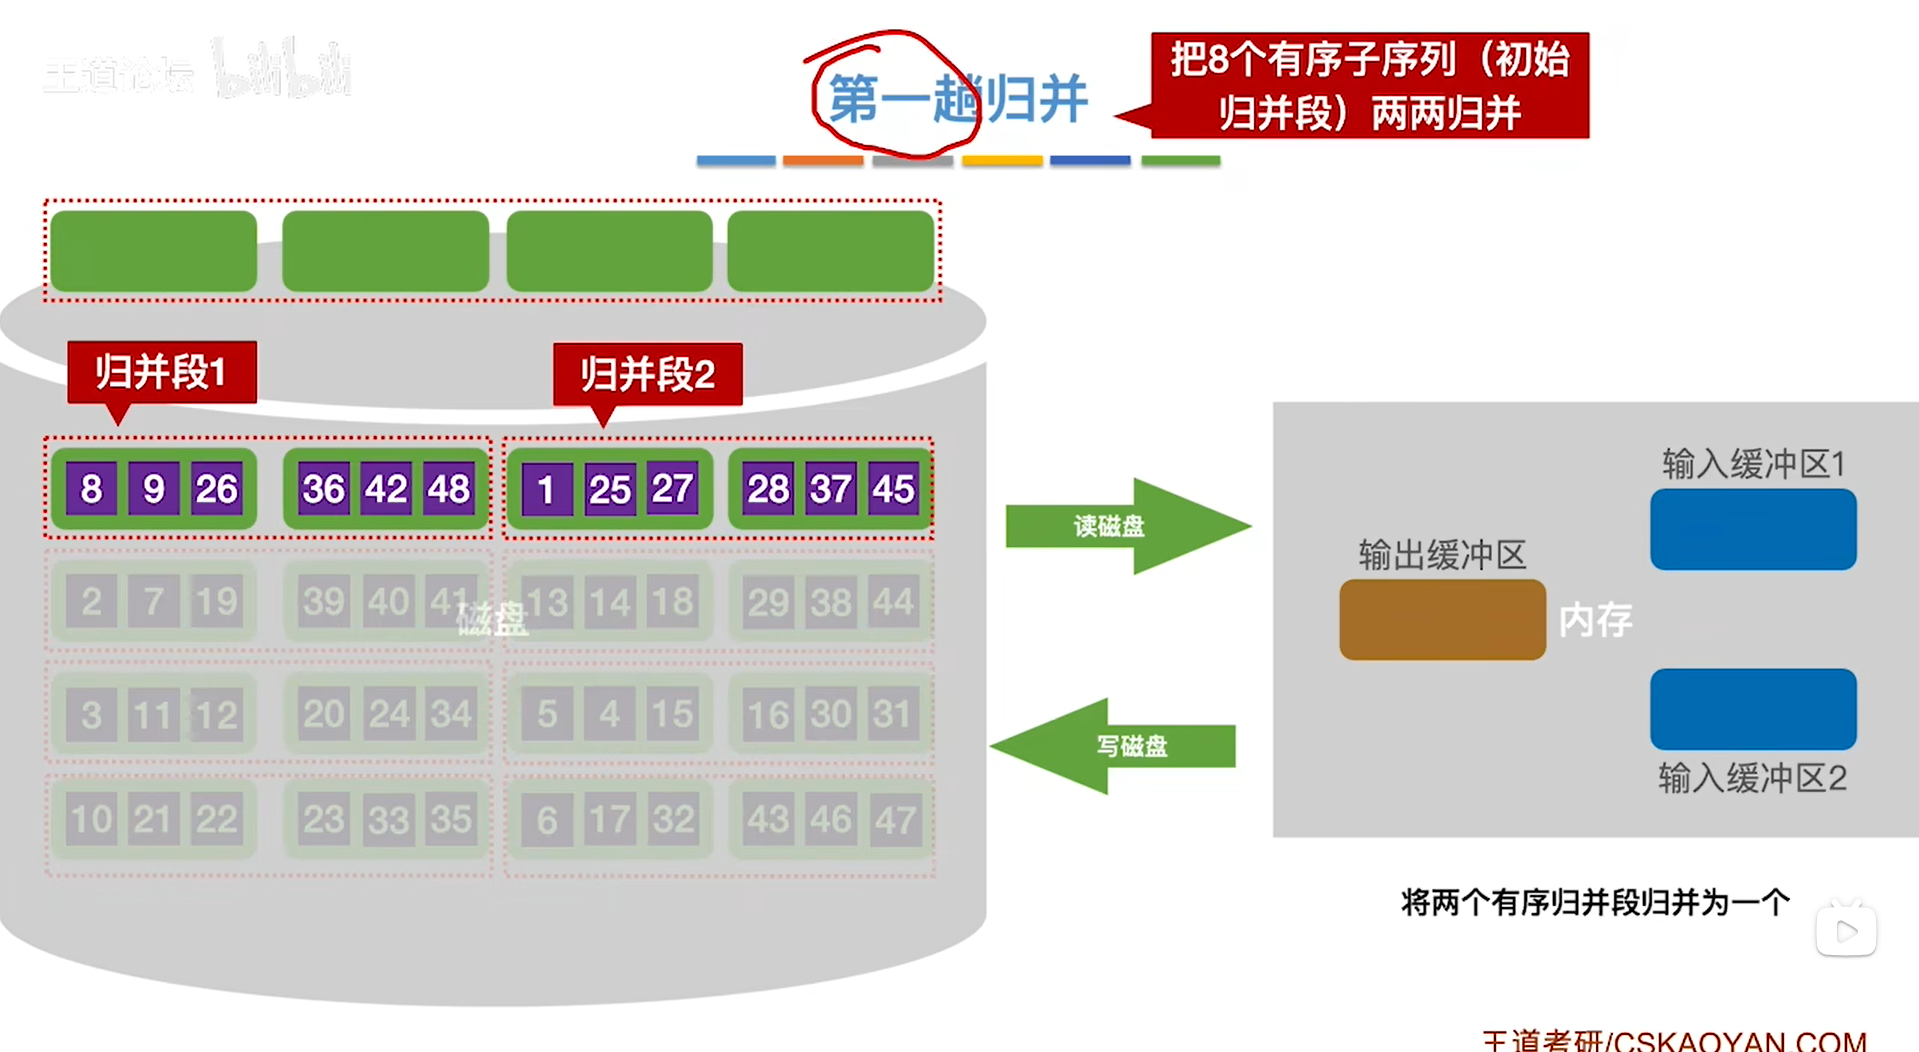 王道论坛 bilibili
第一趟归并
把8个有序子序列（初始
归并段）两两归并
归并段1
归并段2
8 9 26 36 42 48 1 25 27 28 37 45
2 7 19 39 40 41 13 14 18 29 38 44
磁盘
3 11 12 20 24 34 5 4 15 16 30 31
10 21 22 23 33 35 6 17 32 43 46 47
读磁盘
写磁盘
输入缓冲区1
输出缓冲区
内存
输入缓冲区2
将两个有序归并段归并为一个
王道考研/CSKAOYAN.COM